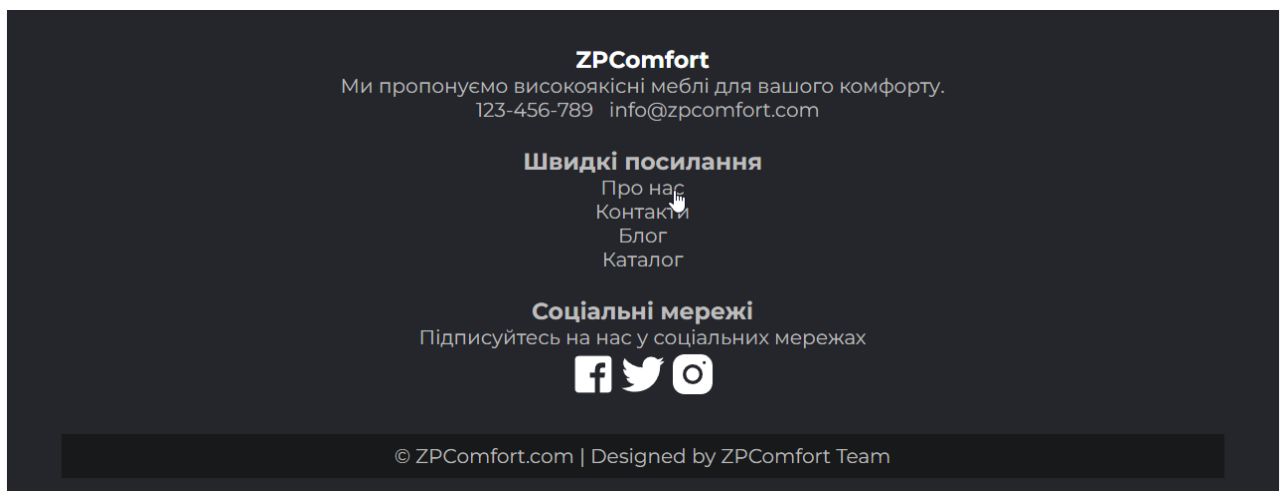 ZPComfort
Ми пропонуємо високоякісні меблі для вашого комфорту.
123-456-789 info@zpcomfort.com
Швидкі посилання
Про нас
Контакти
Блог
Каталог
Соціальні мережі
Підписуйтесь на нас у соціальних мережах
© ZPComfort.com | Designed by ZPComfort Team